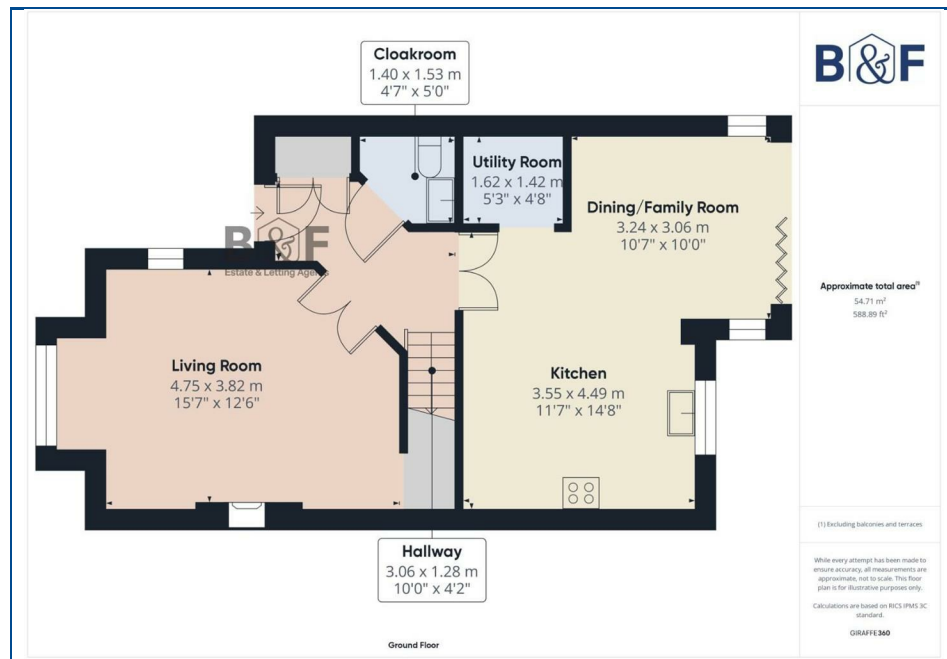 Cloakroom
1.40 x 1.53 m
4'7" x 5'0"
Utility Room
1.62 x 1.42 m
5'3" x 4'8"
Dining/Family Room
3.24 x 3.06 m
10'7" x 10'0"
B&F
Estate & Letting Agents
Living Room
4.75 x 3.82 m
15'7" x 12'6"
Kitchen
3.55 x 4.49 m
11'7" x 14'8"
Hallway
3.06 x 1.28 m
10'0" x 4'2"
Ground Floor
B&F
Approximate total area(1)
54.71 m²
588.89 ft²
(1) Excluding balconies and terraces
While every attempt has been made to
ensure accuracy, all measurements are
approximate, not to scale. This floor
plan is for illustrative purposes only.
Calculations are based on RICS IPMS 3C
standard.
GIRAFFE360